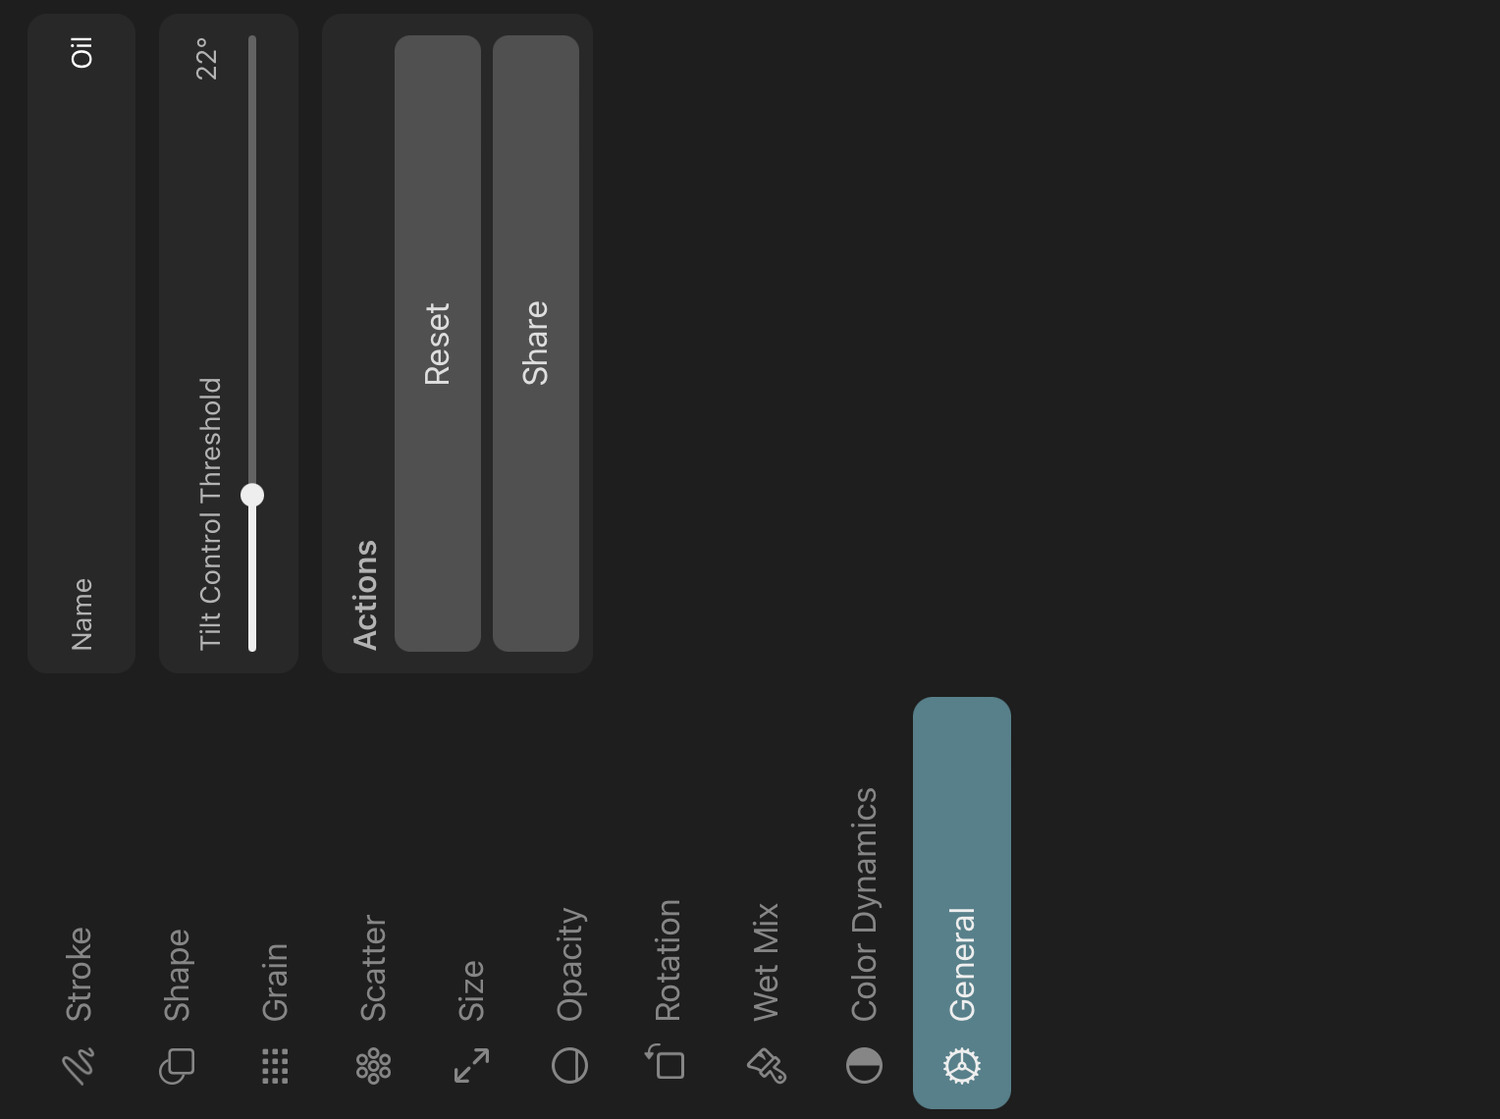 Stroke
Shape
Grain
Scatter
Size
Opacity
Rotation
Wet Mix
Color Dynamics
General
Name Oil
Tilt Control Threshold 22°
Actions
Reset
Share